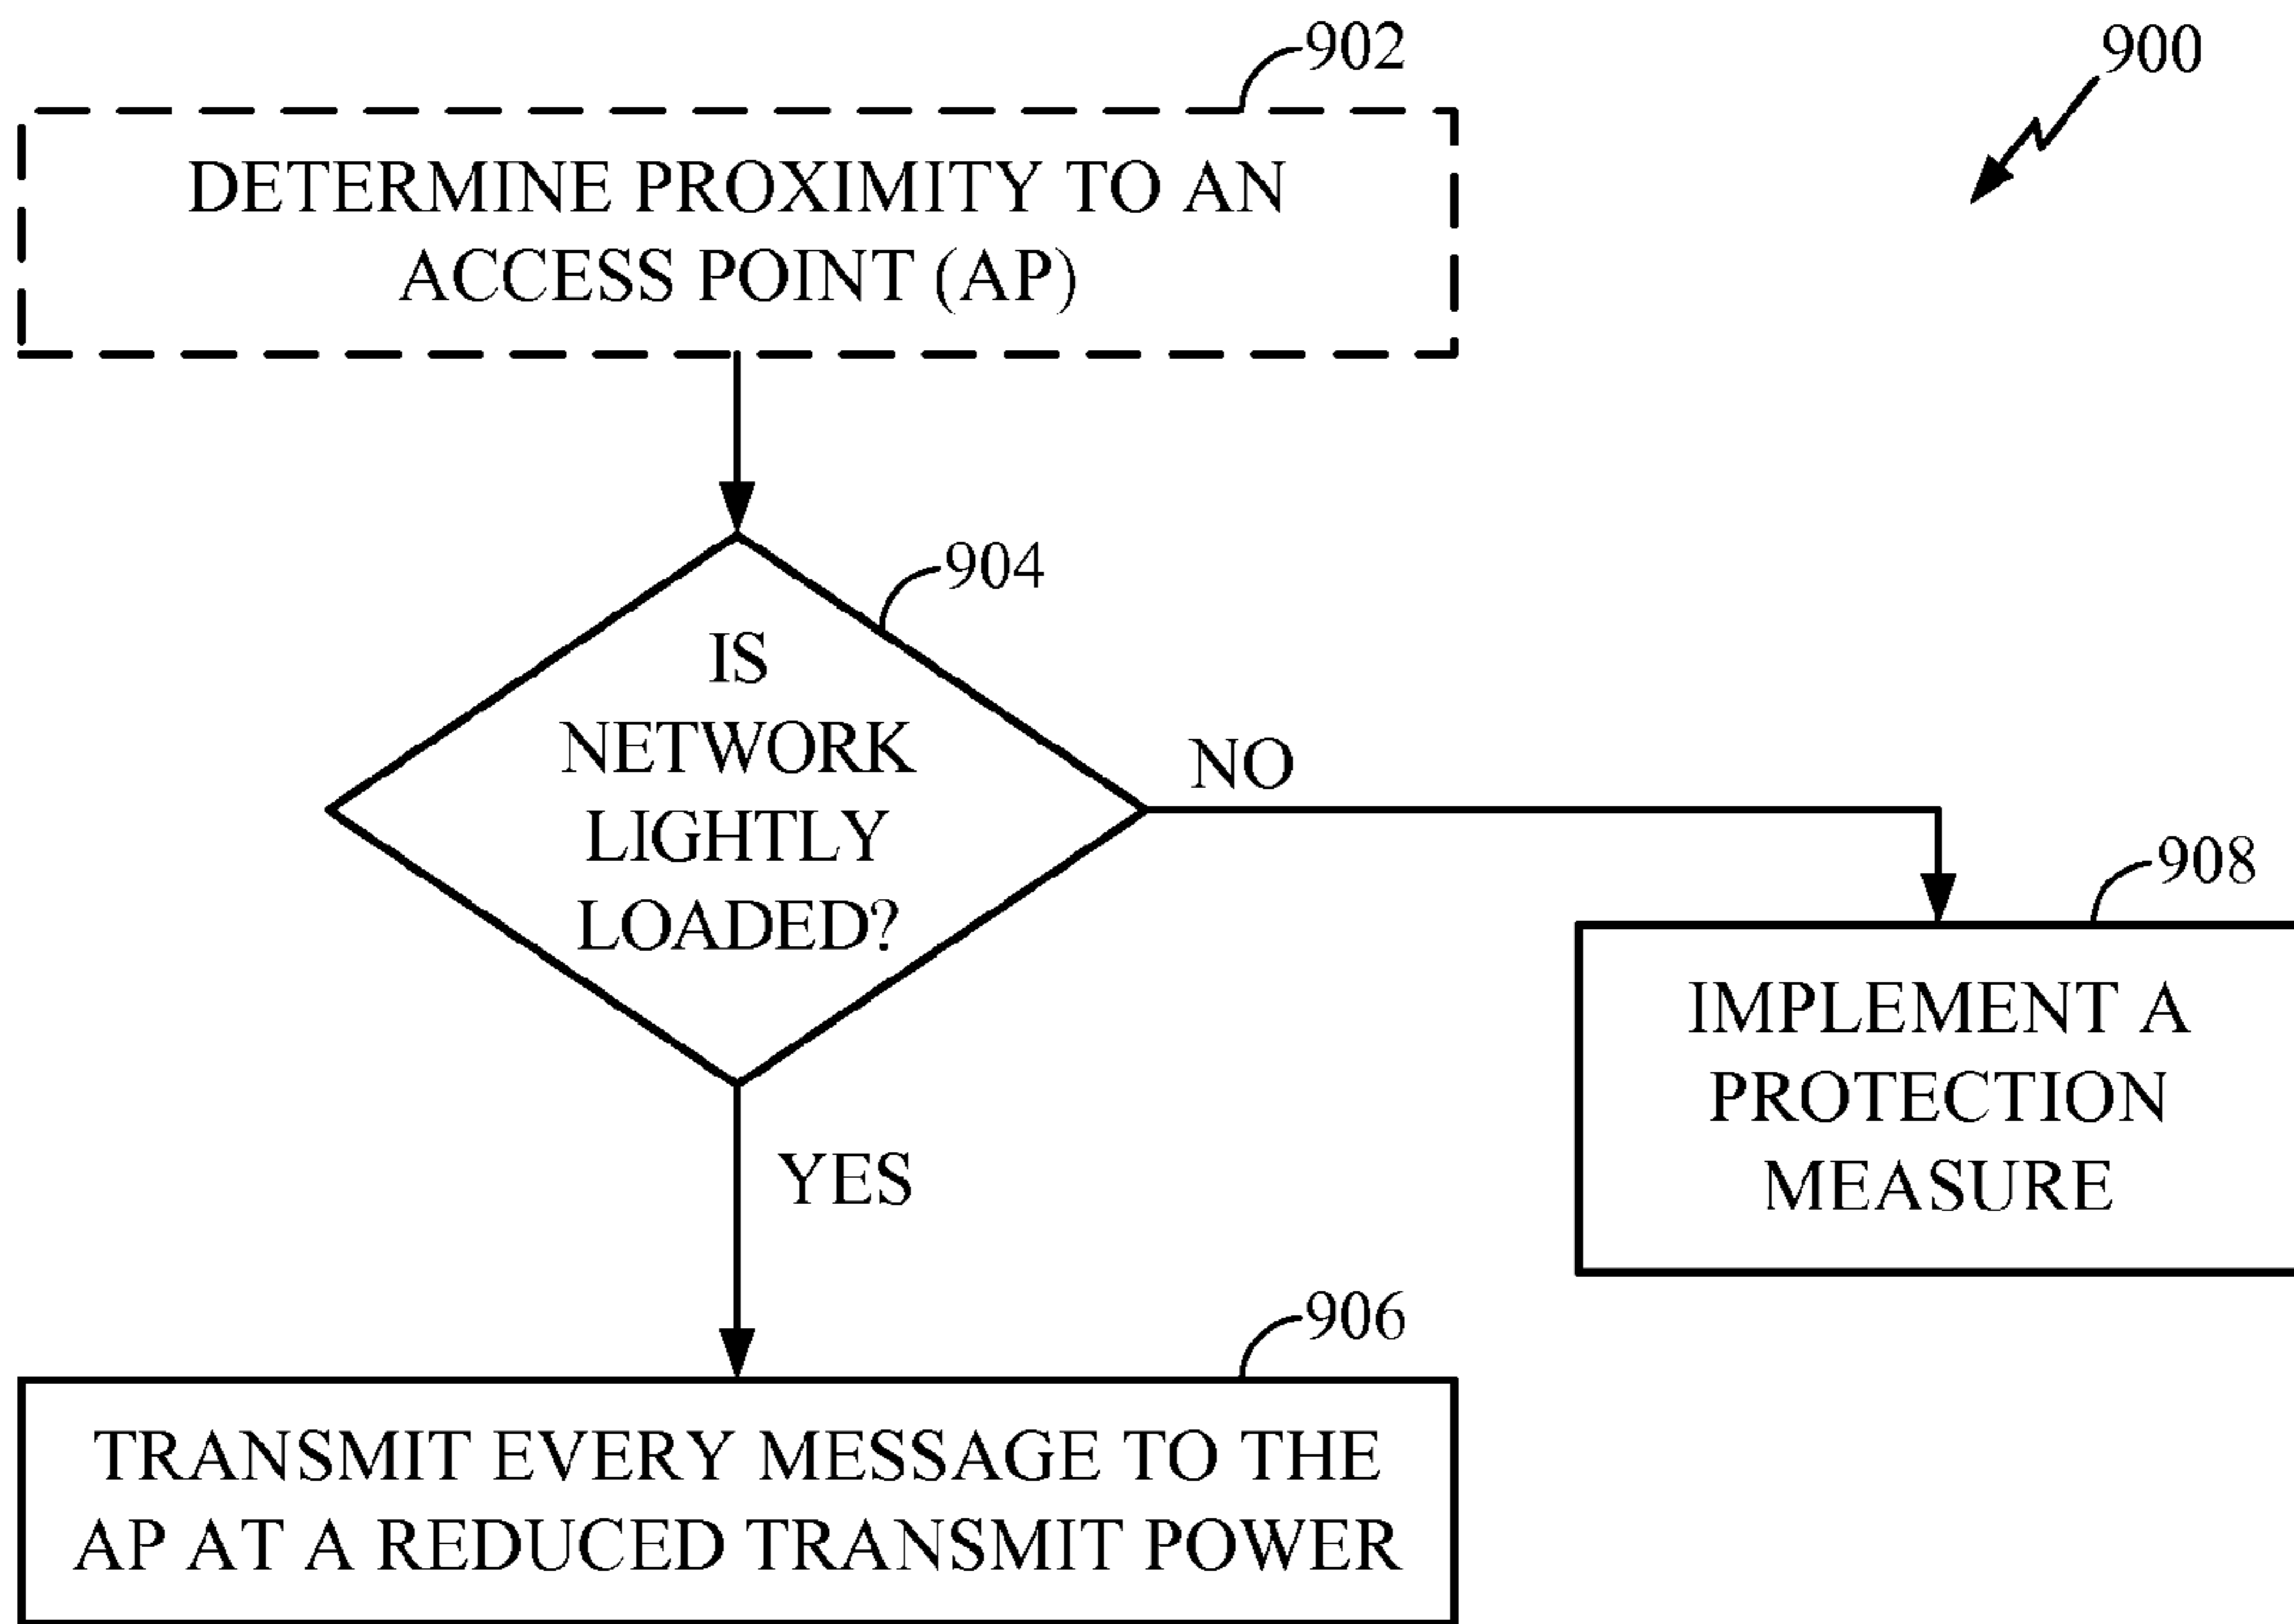 902
900
DETERMINE PROXIMITY TO AN
ACCESS POINT (AP)
904
IS
NETWORK
LIGHTLY
LOADED?
NO
908
IMPLEMENT A
PROTECTION
MEASURE
YES
906
TRANSMIT EVERY MESSAGE TO THE
AP AT A REDUCED TRANSMIT POWER